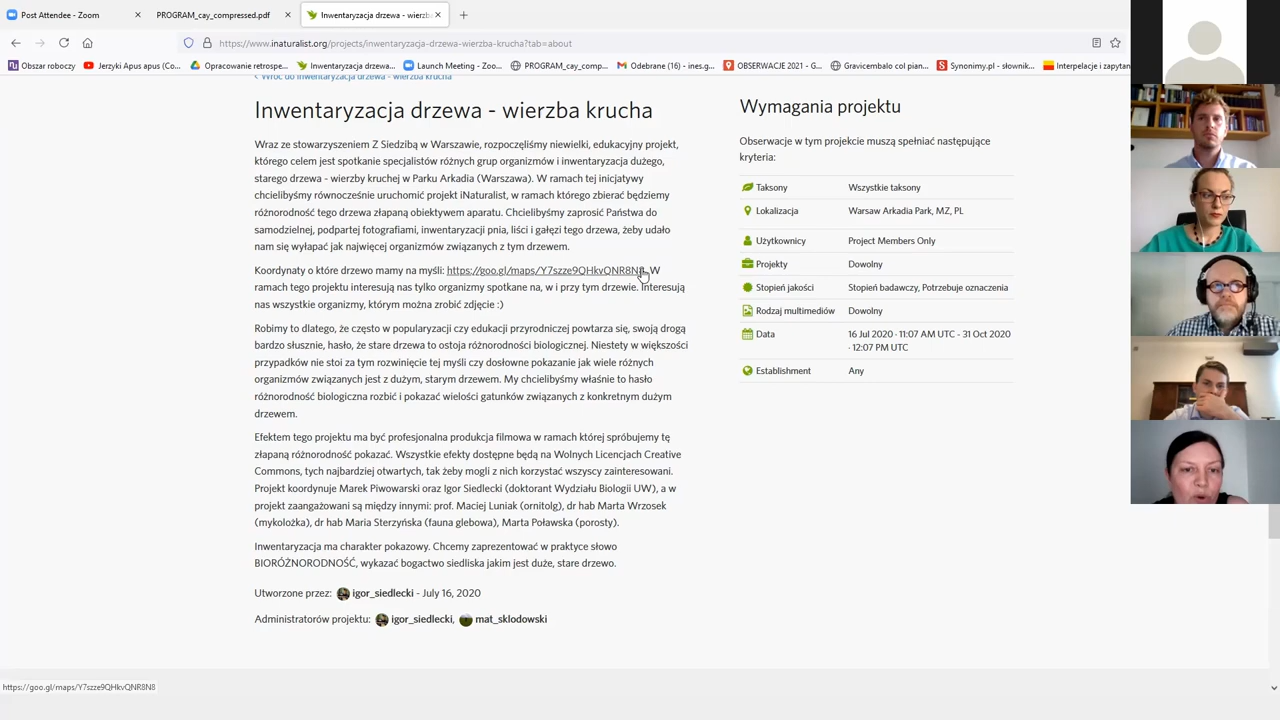 Post Attendee - Zoom
PROGRAM_cay_compressed.pdf
Inwentaryzacja drzewa - wierzb
https://www.inaturalist.org/projects/inwentaryzacja-drzewa-wierzba-krucha?tab=about
Obszar roboczy
Jerzyki Apus apus (Co...
Opracowanie retrospe...
Inwentaryzacja drzewa...
Launch Meeting - Zoo...
PROGRAM_cay_comp...
Odebrane (16) - ines.g...
OBSERWACJE 2021 - G...
Gravicembalo col pian...
Synonimy.pl - słownik...
Interpelacje i zapytan
‹ Wróć do Inwentaryzacja drzewa - wierzba krucha
Inwentaryzacja drzewa - wierzba krucha
Wraz ze stowarzyszeniem Z Siedzibą w Warszawie, rozpoczęliśmy niewielki, edukacyjny projekt,
którego celem jest spotkanie specjalistów różnych grup organizmów i inwentaryzacja dużego,
starego drzewa - wierzby kruchej w Parku Arkadia (Warszawa). W ramach tej inicjatywy
chcielibyśmy równocześnie uruchomić projekt iNaturalist, w ramach którego zbierać będziemy
różnorodność tego drzewa złapaną obiektywem aparatu. Chcielibyśmy zaprosić Państwa do
samodzielnej, podpartej fotografiami, inwentaryzacji pnia, liści i gałęzi tego drzewa, żeby udało
nam się wyłapać jak najwięcej organizmów związanych z tym drzewem.
Koordynaty o które drzewo mamy na myśli: https://goo.gl/maps/Y7szze9QHkvQNR8N8. W
ramach tego projektu interesują nas tylko organizmy spotkane na, w i przy tym drzewie. Interesują
nas wszystkie organizmy, którym można zrobić zdjęcie :)
Robimy to dlatego, że często w popularyzacji czy edukacji przyrodniczej powtarza się, swoją drogą
bardzo słusznie, hasło, że stare drzewa to ostoja różnorodności biologicznej. Niestety w większości
przypadków nie stoi za tym rozwinięcie tej myśli czy dosłowne pokazanie jak wiele różnych
organizmów związanych jest z dużym, starym drzewem. My chcielibyśmy właśnie to hasło
różnorodność biologiczna rozbić i pokazać wielości gatunków związanych z konkretnym dużym
drzewem.
Efektem tego projektu ma być profesjonalna produkcja filmowa w ramach której spróbujemy tę
złapaną różnorodność pokazać. Wszystkie efekty dostępne będą na Wolnych Licencjach Creative
Commons, tych najbardziej otwartych, tak żeby mogli z nich korzystać wszyscy zainteresowani.
Projekt koordynuje Marek Piwowarski oraz Igor Siedlecki (doktorant Wydziału Biologii UW), a w
projekt zaangażowani są między innymi: prof. Maciej Luniak (ornitolg), dr hab Marta Wrzosek
(mykolożka), dr hab Maria Sterzyńska (fauna glebowa), Marta Poławska (porosty).
Inwentaryzacja ma charakter pokazowy. Chcemy zaprezentować w praktyce słowo
BIORÓŻNORODNOŚĆ, wykazać bogactwo siedliska jakim jest duże, stare drzewo.
Utworzone przez: igor_siedlecki - July 16, 2020
Administratorów projektu: igor_siedlecki, mat_sklodowski
Wymagania projektu
Obserwacje w tym projekcie muszą spełniać następujące
kryteria:
Taksony Wszystkie taksony
Lokalizacja Warsaw Arkadia Park, MZ, PL
Użytkownicy Project Members Only
Projekty Dowolny
Stopień jakości Stopień badawczy, Potrzebuje oznaczenia
Rodzaj multimediów Dowolny
Data 16 Jul 2020 · 11:07 AM UTC - 31 Oct 2020
· 12:07 PM UTC
Establishment Any
https://goo.gl/maps/Y7szze9QHkvQNR8N8